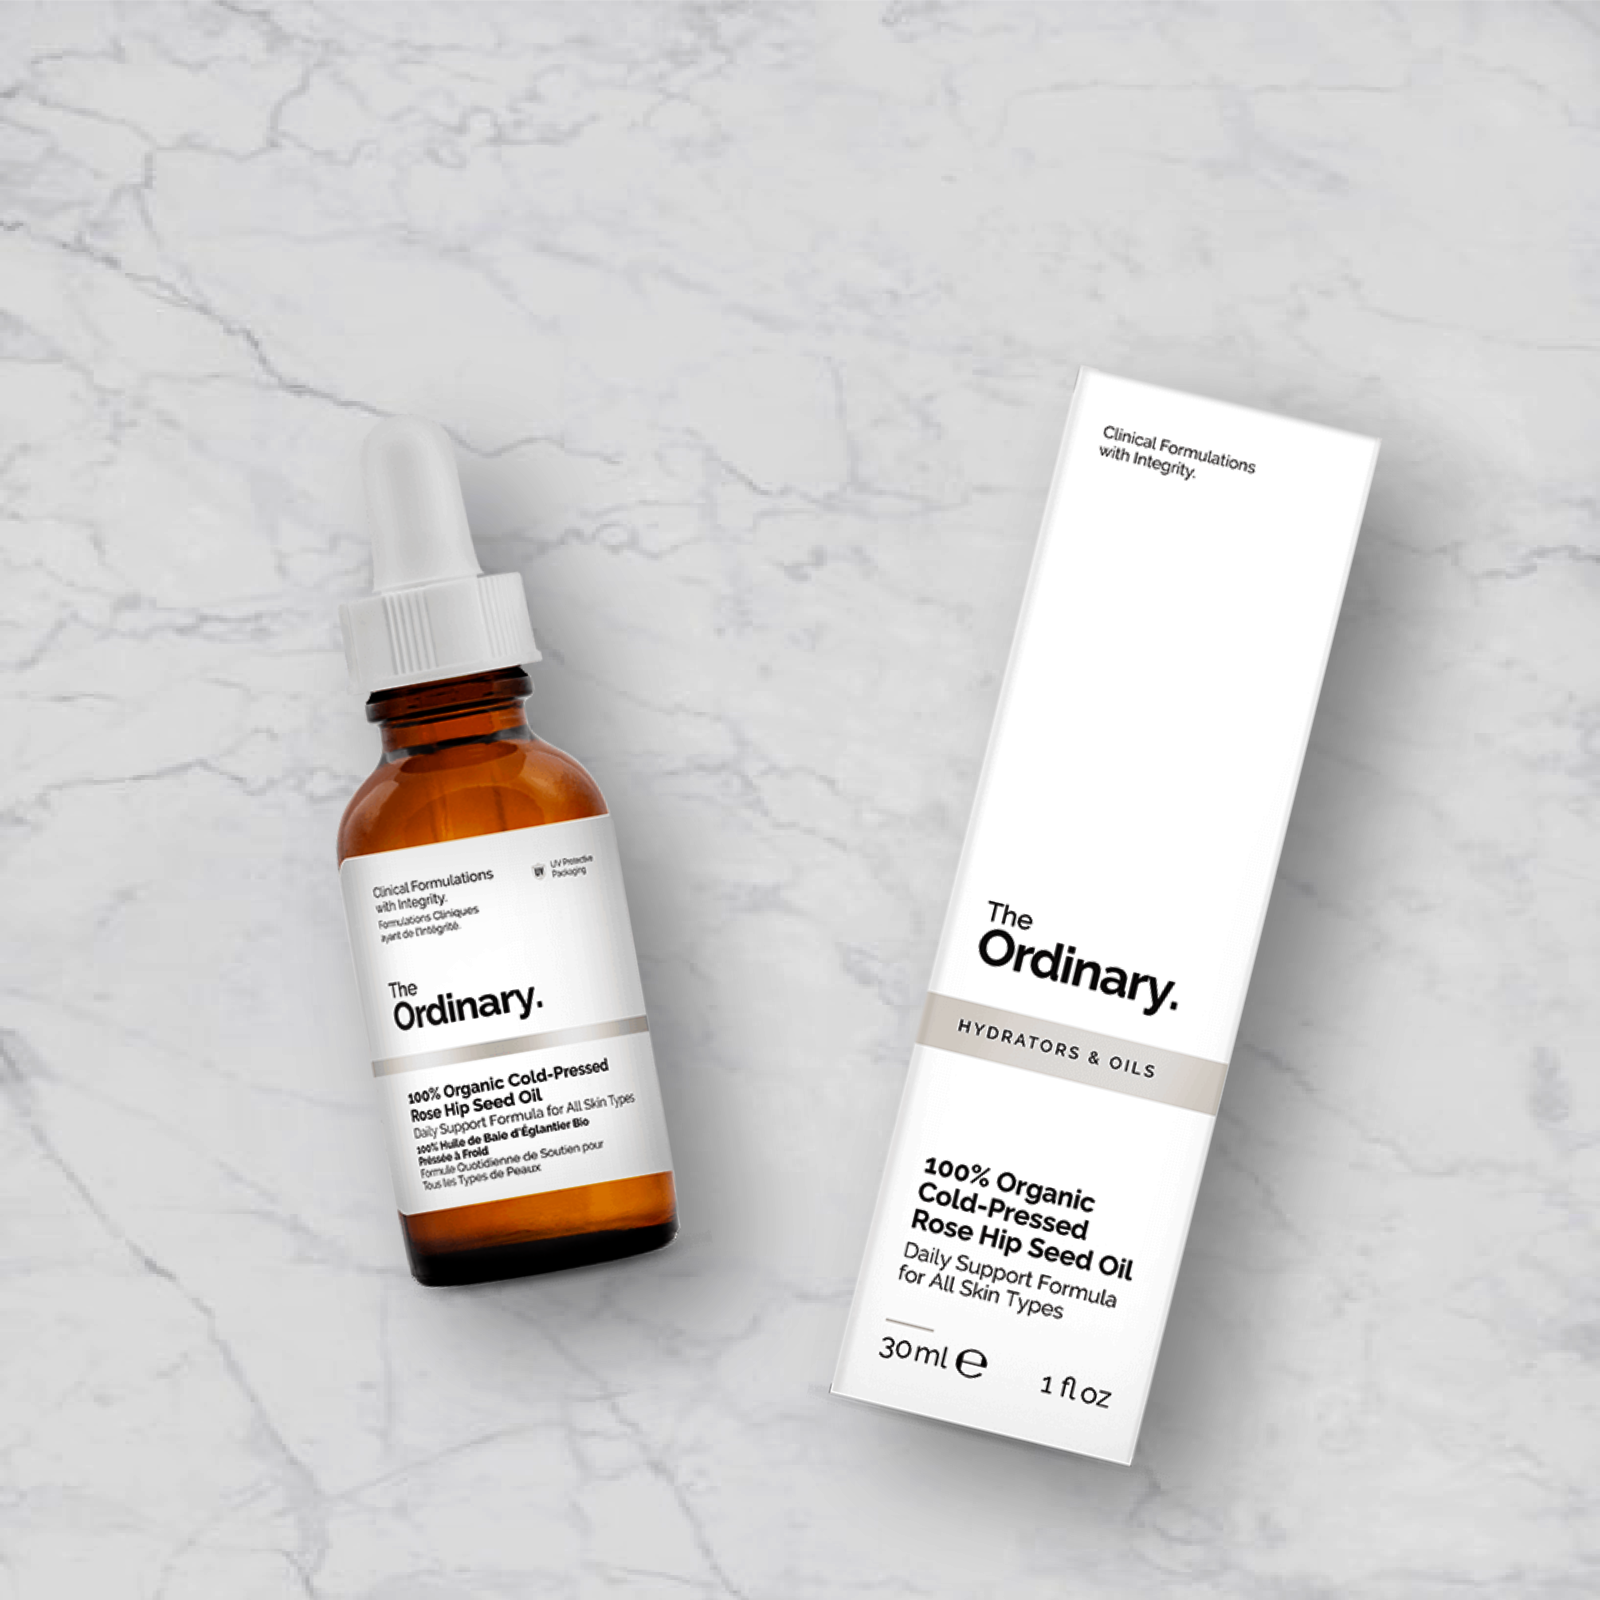 Clinical Formulations
with Integrity.
Formulations Cliniques
ayant de l'intégrité.
UV
UV Protective
Packaging
The
Ordinary.
100% Organic Cold-Pressed
Rose Hip Seed Oil
Daily Support Formula for All Skin Types
100% Huile de Baie d'Églantier Bio
Préssée à Froid
Formule Quotidienne de Soutien pour
Tous les Types de Peaux
Clinical Formulations
with Integrity.
The
Ordinary.
HYDRATORS & OILS
100% Organic
Cold-Pressed
Rose Hip Seed Oil
Daily Support Formula
for All Skin Types
30ml ℮
1 fl oz